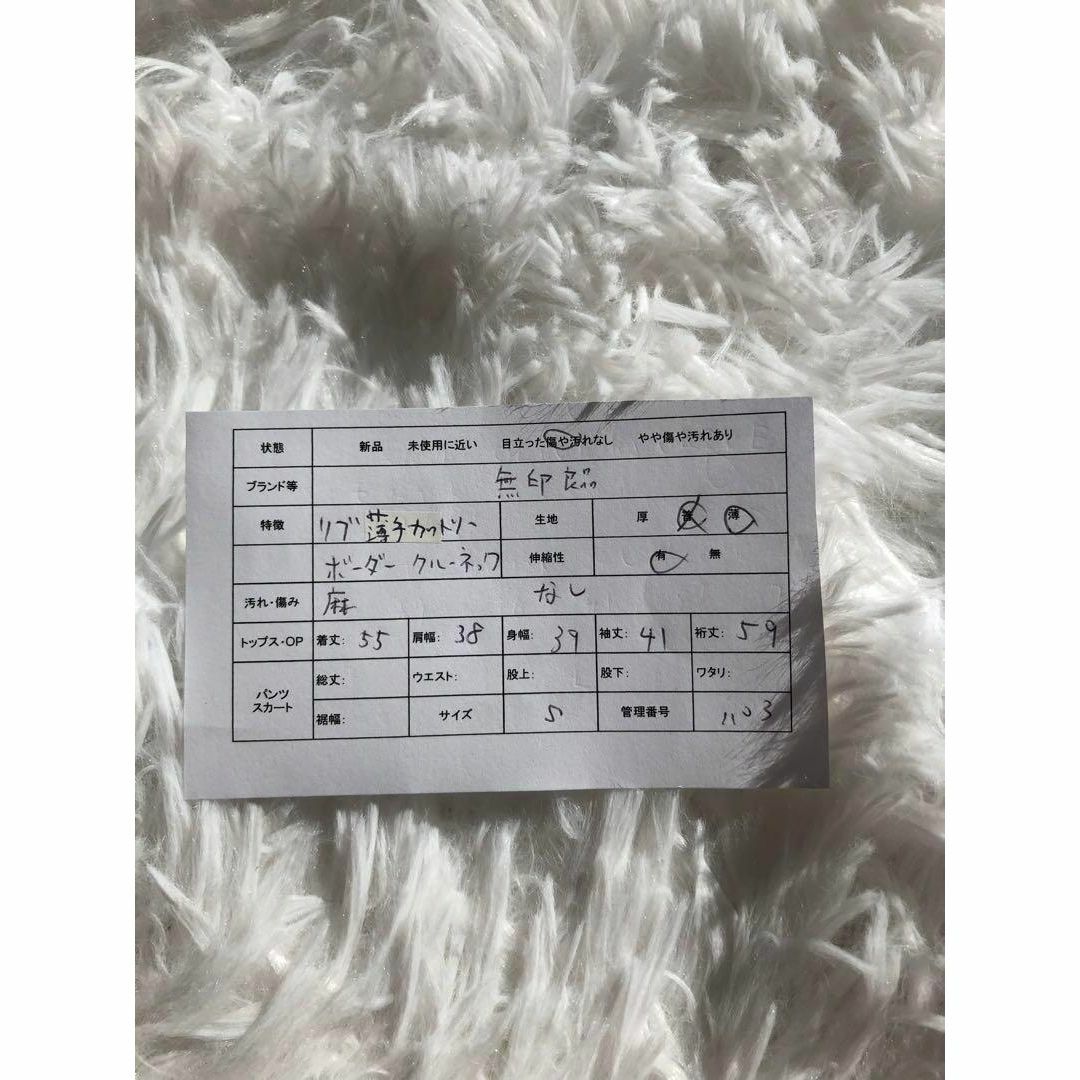 状態 新品 未使用に近い 目立った傷や汚れなし やや傷や汚れあり
ブランド等 無印良品
特徴 リブ 薄手カットソー 生地 厚 普 薄
ボーダー クルーネック 伸縮性 有 無
汚れ・傷み 麻 なし
トップス・OP 着丈: 55 肩幅: 38 身幅: 39 袖丈: 41 裄丈: 59
パンツ スカート 総丈: ウエスト: 股上: 股下: ワタリ:
裾幅: サイズ S 管理番号 1103